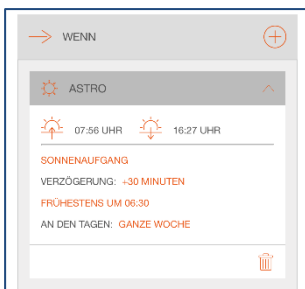 WENN
ASTRO
07:56 UHR 16:27 UHR
SONNENAUFGANG
VERZÖGERUNG: +30 MINUTEN
FRÜHESTENS UM 06:30
AN DEN TAGEN: GANZE WOCHE